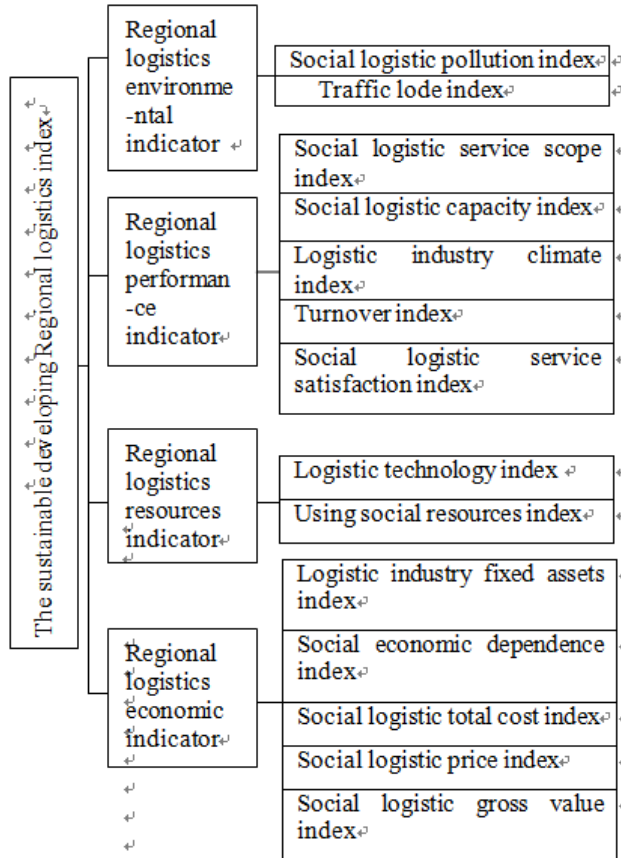 The sustainable developing Regional logistics index
Regional
logistics
environme
-ntal
indicator
Social logistic pollution index
Traffic lode index
Regional
logistics
performan
-ce
indicator
Social logistic service scope
index
Social logistic capacity index
Logistic industry climate
index
Turnover index
Social logistic service
satisfaction index
Regional
logistics
resources
indicator
Logistic technology index
Using social resources index
Regional
logistics
economic
indicator
Logistic industry fixed assets
index
Social economic dependence
index
Social logistic total cost index
Social logistic price index
Social logistic gross value
index